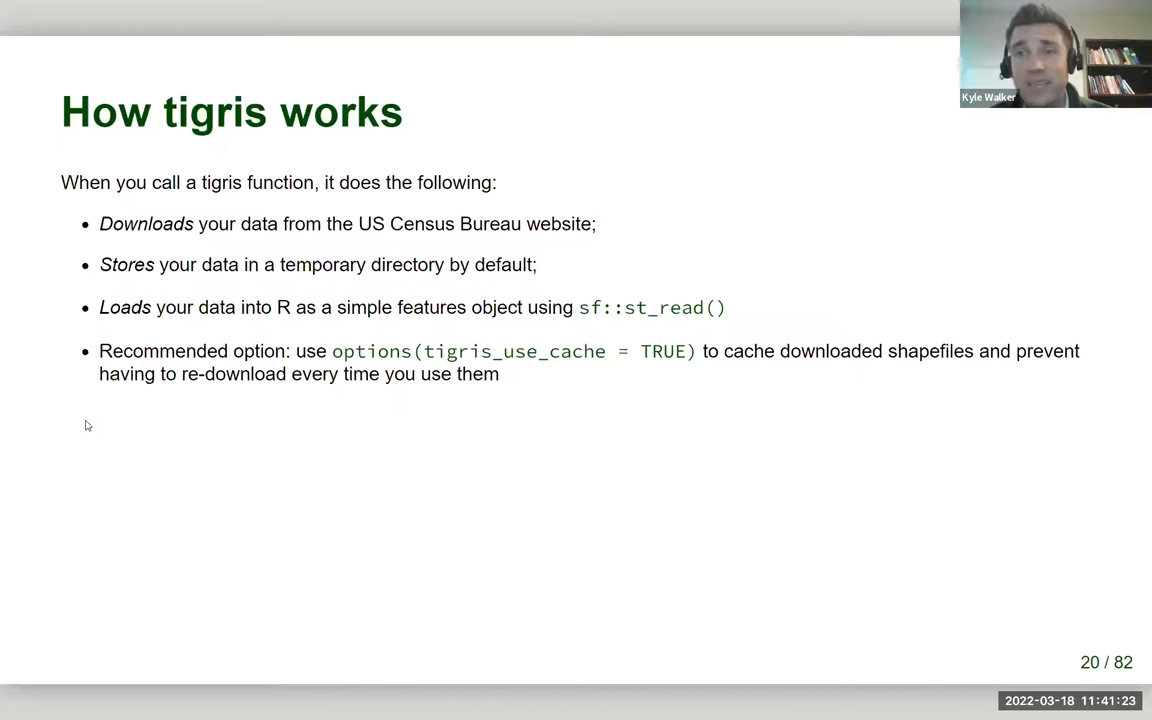 Kyle Walker
How tigris works
When you call a tigris function, it does the following:
Downloads your data from the US Census Bureau website;
Stores your data in a temporary directory by default;
Loads your data into R as a simple features object using sf::st_read()
Recommended option: use options(tigris_use_cache = TRUE) to cache downloaded shapefiles and prevent
having to re-download every time you use them
20 / 82
2022-03-18 11:41:23